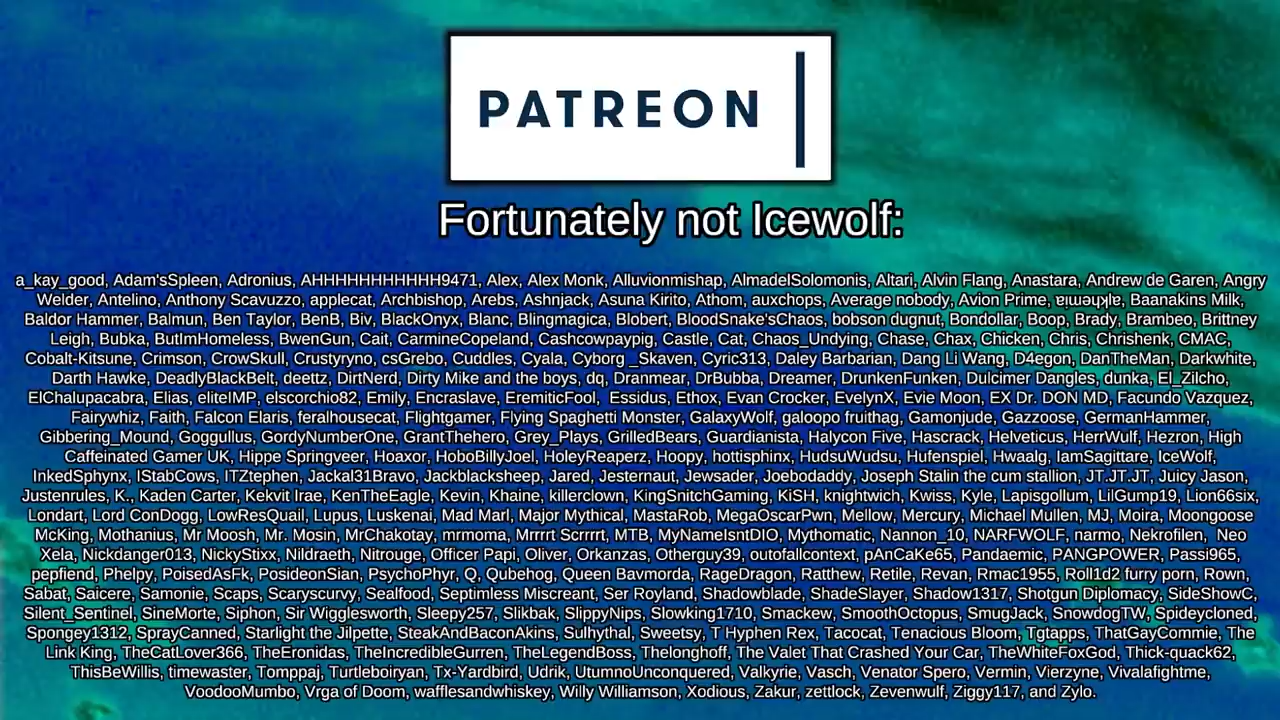 PATREON
Fortunately not Icewolf:
a_kay_good, Adam'sSpleen, Adronius, AHHHHHHHHHHH9471, Alex, Alex Monk, Alluvionmishap, AlmadelSolomonis, Altari, Alvin Flang, Anastara, Andrew de Garen, Angry
Welder, Antelino, Anthony Scavuzzo, applecat, Archbishop, Arebs, Ashnjack, Asuna Kirito, Athom, auxchops, Average nobody, Avion Prime, ɐᴉɯǝuʞɐlɐ, Baanakins Milk,
Baldor Hammer, Balmun, Ben Taylor, BenB, Biv, BlackOnyx, Blanc, Blingmagica, Blobert, BloodSnake'sChaos, bobson dugnut, Bondollar, Boop, Brady, Brambeo, Brittney
Leigh, Bubka, ButImHomeless, BwenGun, Cait, CarmineCopeland, Cashcowpaypig, Castle, Cat, Chaos_Undying, Chase, Chax, Chicken, Chris, Chrishenk, CMAC,
Cobalt-Kitsune, Crimson, CrowSkull, Crustyryno, csGrebo, Cuddles, Cyala, Cyborg _Skaven, Cyric313, Daley Barbarian, Dang Li Wang, D4egon, DanTheMan, Darkwhite,
Darth Hawke, DeadlyBlackBelt, deettz, DirtNerd, Dirty Mike and the boys, dq, Dranmear, DrBubba, Dreamer, DrunkenFunken, Dulcimer Dangles, dunka, El_Zilcho,
ElChalupacabra, Elias, eliteIMP, elscorchio82, Emily, Encraslave, EremiticFool,  Essidus, Ethox, Evan Crocker, EvelynX, Evie Moon, EX Dr. DON MD, Facundo Vazquez,
Fairywhiz, Faith, Falcon Elaris, feralhousecat, Flightgamer, Flying Spaghetti Monster, GalaxyWolf, galoopo fruithag, Gamonjude, Gazzoose, GermanHammer,
Gibbering_Mound, Goggullus, GordyNumberOne, GrantThehero, Grey_Plays, GrilledBears, Guardianista, Halycon Five, Hascrack, Helveticus, HerrWulf, Hezron, High
Caffeinated Gamer UK, Hippe Springveer, Hoaxor, HoboBillyJoel, HoleyReaperz, Hoopy, hottisphinx, HudsuWudsu, Hufenspiel, Hwaalg, IamSagittare, IceWolf,
InkedSphynx, IStabCows, ITZtephen, Jackal31Bravo, Jackblacksheep, Jared, Jesternaut, Jewsader, Joebodaddy, Joseph Stalin the cum stallion, JT.JT.JT, Juicy Jason,
Justenrules, K., Kaden Carter, Kekvit Irae, KenTheEagle, Kevin, Khaine, killerclown, KingSnitchGaming, KiSH, knightwich, Kwiss, Kyle, Lapisgollum, LilGump19, Lion66six,
Londart, Lord ConDogg, LowResQuail, Lupus, Luskenai, Mad Marl, Major Mythical, MastaRob, MegaOscarPwn, Mellow, Mercury, Michael Mullen, MJ, Moira, Moongoose
McKing, Mothanius, Mr Moosh, Mr. Mosin, MrChakotay, mrmoma, Mrrrrt Scrrrrt, MTB, MyNameIsntDIO, Mythomatic, Nannon_10, NARFWOLF, narmo, Nekrofilen,  Neo
Xela, Nickdanger013, NickyStixx, Nildraeth, Nitrouge, Officer Papi, Oliver, Orkanzas, Otherguy39, outofallcontext, pAnCaKe65, Pandaemic, PANGPOWER, Passi965,
pepfiend, Phelpy, PoisedAsFk, PosideonSian, PsychoPhyr, Q, Qubehog, Queen Bavmorda, RageDragon, Ratthew, Retile, Revan, Rmac1955, Roll1d2 furry porn, Rown,
Sabat, Saicere, Samonie, Scaps, Scaryscurvy, Sealfood, Septimless Miscreant, Ser Royland, Shadowblade, ShadeSlayer, Shadow1317, Shotgun Diplomacy, SideShowC,
Silent_Sentinel, SineMorte, Siphon, Sir Wigglesworth, Sleepy257, Slikbak, SlippyNips, Slowking1710, Smackew, SmoothOctopus, SmugJack, SnowdogTW, Spideycloned,
Spongey1312, SprayCanned, Starlight the Jilpette, SteakAndBaconAkins, Sulhythal, Sweetsy, T Hyphen Rex, Tacocat, Tenacious Bloom, Tgtapps, ThatGayCommie, The
Link King, TheCatLover366, TheEronidas, TheIncredibleGurren, TheLegendBoss, Thelonghoff, The Valet That Crashed Your Car, TheWhiteFoxGod, Thick-quack62,
ThisBeWillis, timewaster, Tomppaj, Turtleboiryan, Tx-Yardbird, Udrik, UtumnoUnconquered, Valkyrie, Vasch, Venator Spero, Vermin, Vierzyne, Vivalafightme,
VoodooMumbo, Vrga of Doom, wafflesandwhiskey, Willy Williamson, Xodious, Zakur, zettlock, Zevenwulf, Ziggy117, and Zylo.